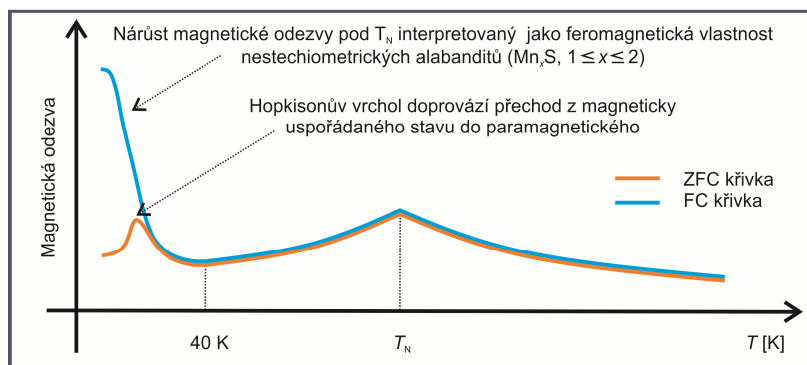 Nárůst magnetické odezvy pod T_N interpretovaný jako feromagnetická vlastnost
nestechiometrických alabanditů (Mn_xS, 1 ≤ x ≤ 2)
Hopkisonův vrchol doprovází přechod z magneticky
uspořádaného stavu do paramagnetického
Magnetická odezva
ZFC křivka
FC křivka
40 K
T_N
T [K]